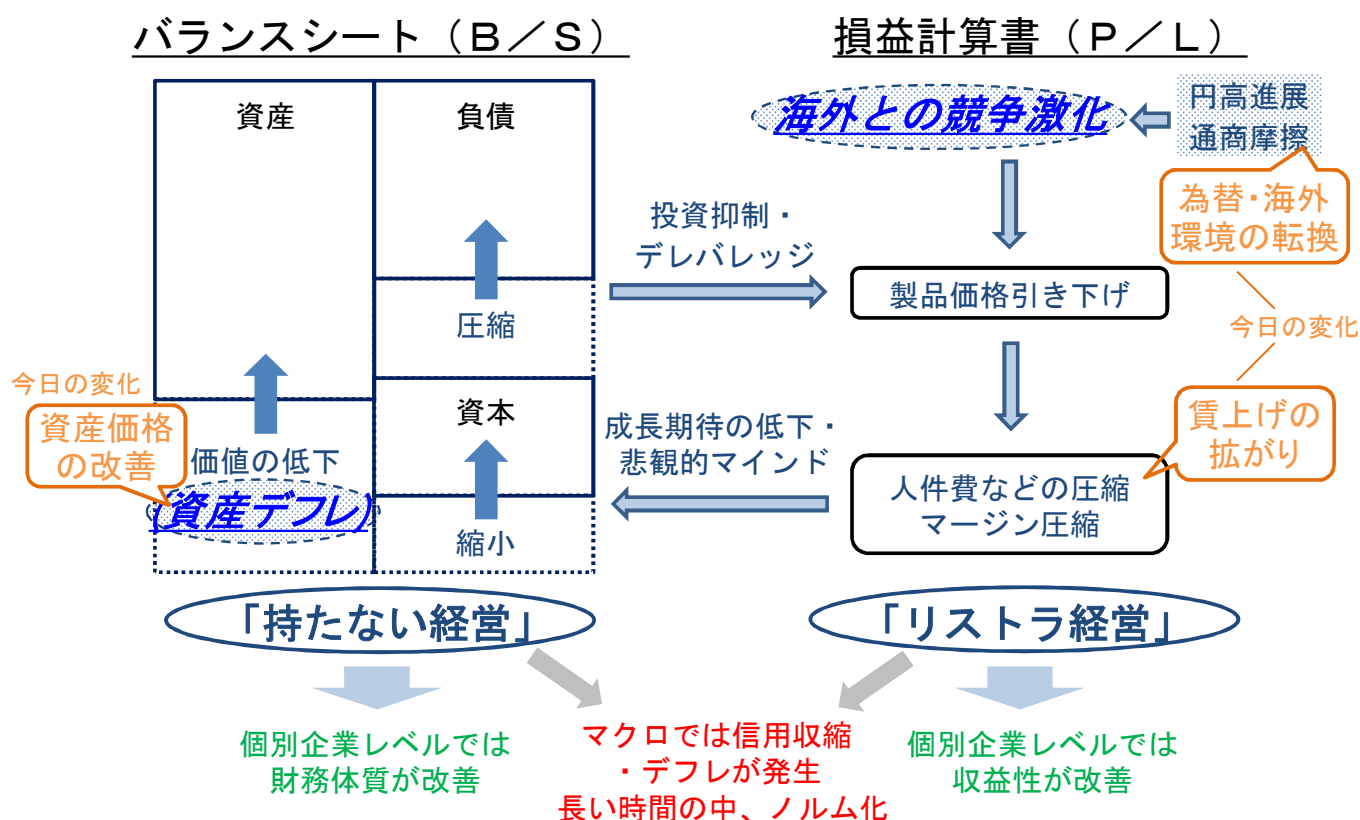 バランスシート（Ｂ／Ｓ）
資産
負債
圧縮
今日の変化
資産価格
の改善
価値の低下
(資産デフレ)
資本
縮小
「持たない経営」
個別企業レベルでは
財務体質が改善
投資抑制・
デレバレッジ
成長期待の低下・
悲観的マインド
損益計算書（Ｐ／Ｌ）
海外との競争激化
円高進展
通商摩擦
為替・海外
環境の転換
製品価格引き下げ
今日の変化
賃上げの
拡がり
人件費などの圧縮
マージン圧縮
「リストラ経営」
マクロでは信用収縮
・デフレが発生
長い時間の中、ノルム化
個別企業レベルでは
収益性が改善